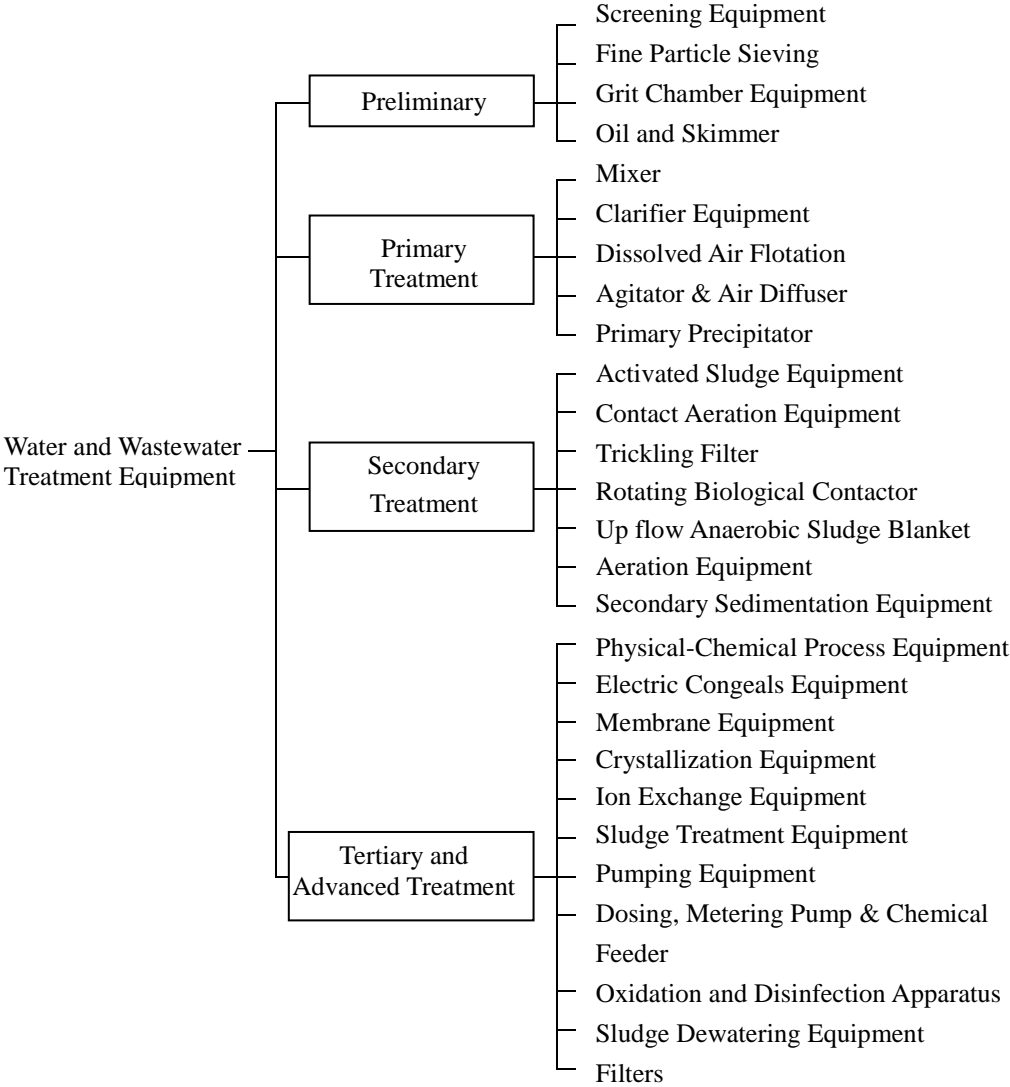 Water and Wastewater
Treatment Equipment
Preliminary
Screening Equipment
Fine Particle Sieving
Grit Chamber Equipment
Oil and Skimmer
Primary
Treatment
Mixer
Clarifier Equipment
Dissolved Air Flotation
Agitator & Air Diffuser
Primary Precipitator
Secondary
Treatment
Activated Sludge Equipment
Contact Aeration Equipment
Trickling Filter
Rotating Biological Contactor
Up flow Anaerobic Sludge Blanket
Aeration Equipment
Secondary Sedimentation Equipment
Tertiary and
Advanced Treatment
Physical-Chemical Process Equipment
Electric Congeals Equipment
Membrane Equipment
Crystallization Equipment
Ion Exchange Equipment
Sludge Treatment Equipment
Pumping Equipment
Dosing, Metering Pump & Chemical
Feeder
Oxidation and Disinfection Apparatus
Sludge Dewatering Equipment
Filters